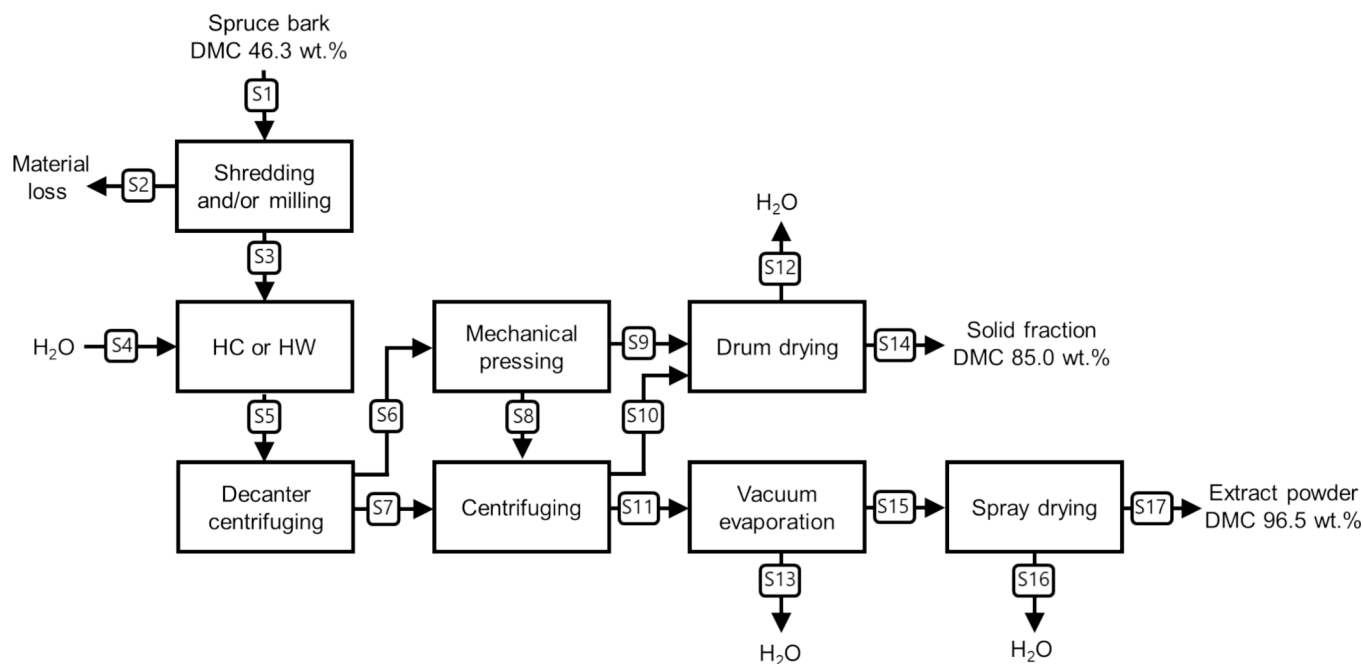 Spruce bark
DMC 46.3 wt.%
S1
Material
loss
S2
Shredding
and/or milling
S3
H₂O
S4
HC or HW
S5
S6
Mechanical
pressing
S9
S8
S10
H₂O
S12
Drum drying
S14
Solid fraction
DMC 85.0 wt.%
Decanter
centrifuging
S7
Centrifuging
S11
Vacuum
evaporation
S13
H₂O
S15
Spray drying
S16
H₂O
S17
Extract powder
DMC 96.5 wt.%